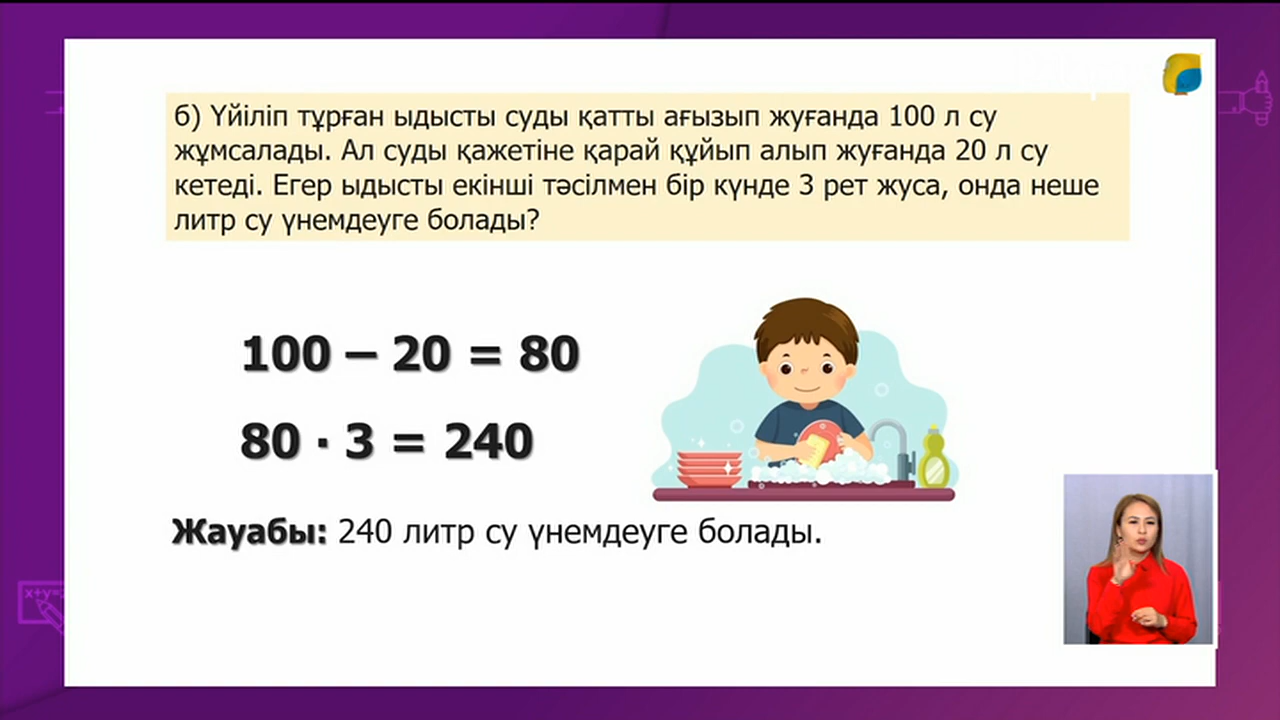 б) Үйіліп тұрған ыдысты суды қатты ағызып жуғанда 100 л су
жұмсалады. Ал суды қажетіне қарай құйып алып жуғанда 20 л су
кетеді. Егер ыдысты екінші тәсілмен бір күнде 3 рет жуса, онда неше
литр су үнемдеуге болады?
100 – 20 = 80
80 · 3 = 240
Жауабы: 240 литр су үнемдеуге болады.